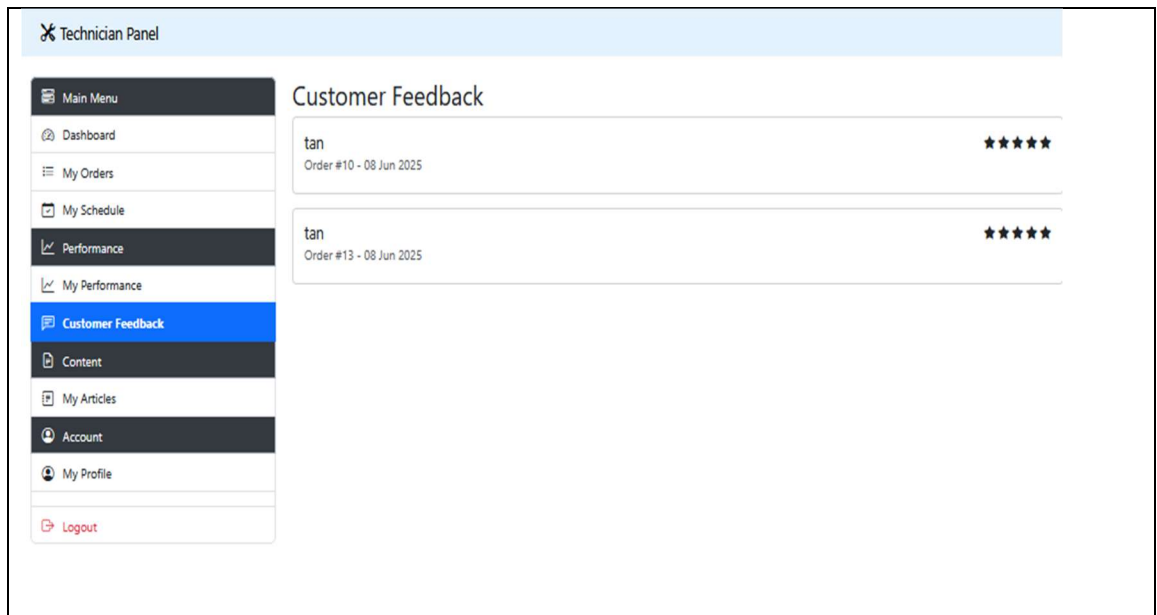 Technician Panel
Main Menu
Dashboard
My Orders
My Schedule
Performance
My Performance
Customer Feedback
Content
My Articles
Account
My Profile
Logout
Customer Feedback
tan
★★★★★
Order #10 - 08 Jun 2025
tan
★★★★★
Order #13 - 08 Jun 2025